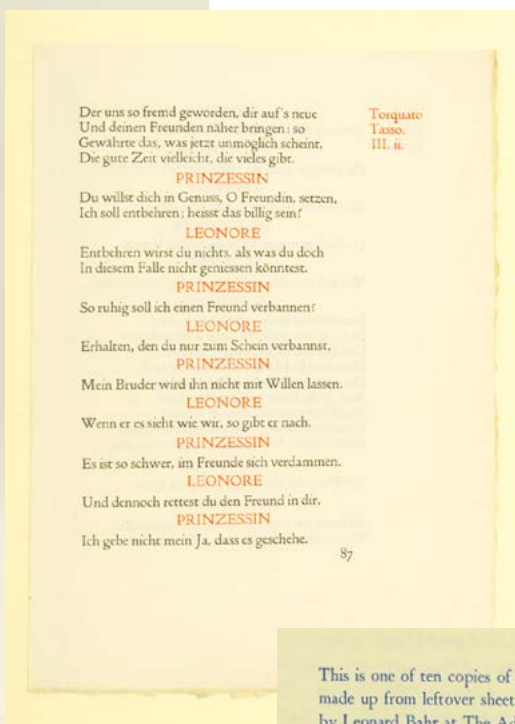 Der uns so fremd geworden, dir auf's neue
Und deinen Freunden näher bringen: so
Gewährte das, was jetzt unmöglich scheint,
Die gute Zeit vielleicht, die vieles gibt.
Torquato
Tasso.
III. ii.
PRINZESSIN
Du willst dich in Genuss, O Freundin, setzen,
Ich soll entbehren; heisst das billig sein?
LEONORE
Entbehren wirst du nichts, als was du doch
In diesem Falle nicht geniessen könntest.
PRINZESSIN
So ruhig soll ich einen Freund verbannen?
LEONORE
Erhalten, den du nur zum Schein verbannst.
PRINZESSIN
Mein Bruder wird ihn nicht mit Willen lassen.
LEONORE
Wenn er es sieht wie wir, so gibt er nach.
PRINZESSIN
Es ist so schwer, im Freunde sich verdammen.
LEONORE
Und dennoch rettest du den Freund in dir.
PRINZESSIN
Ich gebe nicht mein Ja, dass es geschehe.
87
This is one of ten copies of
made up from leftover sheet
by Leonard Bahr at The